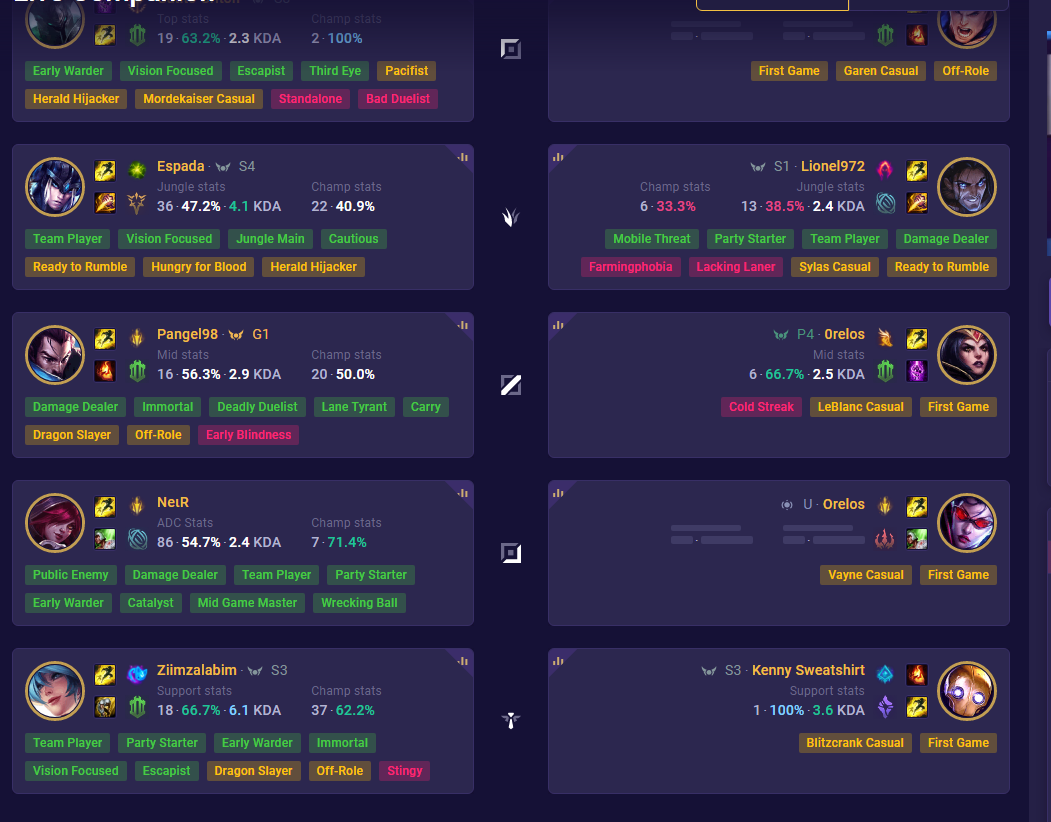 Top stats
19 · 63.2% · 2.3 KDA
Champ stats
2 · 100%
Early Warder Vision Focused Escapist Third Eye Pacifist
Herald Hijacker Mordekaiser Casual Standalone Bad Duelist
First Game Garen Casual Off-Role
Espada · S4
Jungle stats
36 · 47.2% · 4.1 KDA
Champ stats
22 · 40.9%
Team Player Vision Focused Jungle Main Cautious
Ready to Rumble Hungry for Blood Herald Hijacker
S1 · Lionel972
Champ stats
6 · 33.3%
Jungle stats
13 · 38.5% · 2.4 KDA
Mobile Threat Party Starter Team Player Damage Dealer
Farmingphobia Lacking Laner Sylas Casual Ready to Rumble
Pangel98 · G1
Mid stats
16 · 56.3% · 2.9 KDA
Champ stats
20 · 50.0%
Damage Dealer Immortal Deadly Duelist Lane Tyrant Carry
Dragon Slayer Off-Role Early Blindness
P4 · 0relos
Mid stats
6 · 66.7% · 2.5 KDA
Cold Streak LeBlanc Casual First Game
NeιR
ADC Stats
86 · 54.7% · 2.4 KDA
Champ stats
7 · 71.4%
Public Enemy Damage Dealer Team Player Party Starter
Early Warder Catalyst Mid Game Master Wrecking Ball
U · Orelos
Vayne Casual First Game
Ziimzalabim · S3
Support stats
18 · 66.7% · 6.1 KDA
Champ stats
37 · 62.2%
Team Player Party Starter Early Warder Immortal
Vision Focused Escapist Dragon Slayer Off-Role Stingy
S3 · Kenny Sweatshirt
Support stats
1 · 100% · 3.6 KDA
Blitzcrank Casual First Game